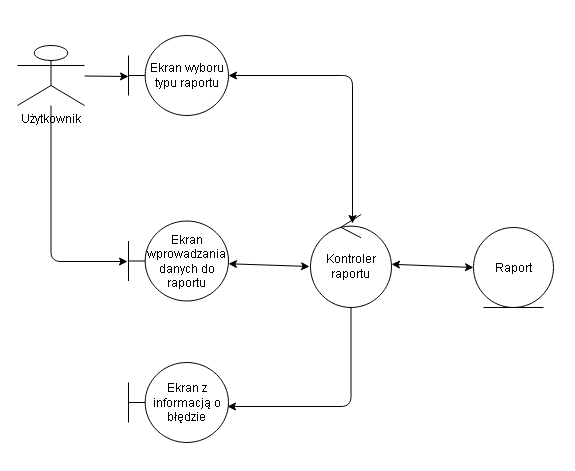 Ekran wyboru
typu raportu
Użytkownik
Ekran
wprowadzania
danych do
raportu
Kontroler
raportu
Raport
Ekran z
informacją o
błędzie